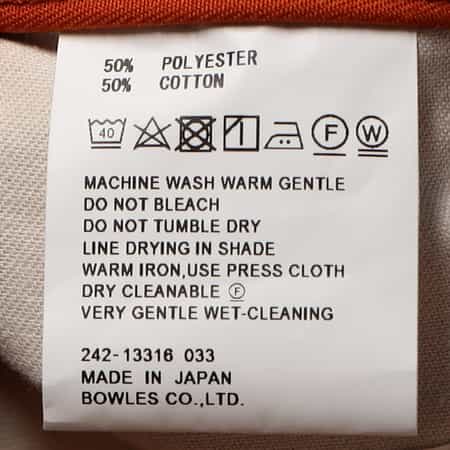 50% POLYESTER
50% COTTON
40 F W
MACHINE WASH WARM GENTLE
DO NOT BLEACH
DO NOT TUMBLE DRY
LINE DRYING IN SHADE
WARM IRON,USE PRESS CLOTH
DRY CLEANABLE Ⓕ
VERY GENTLE WET-CLEANING
242-13316 033
MADE IN JAPAN
BOWLES CO.,LTD.